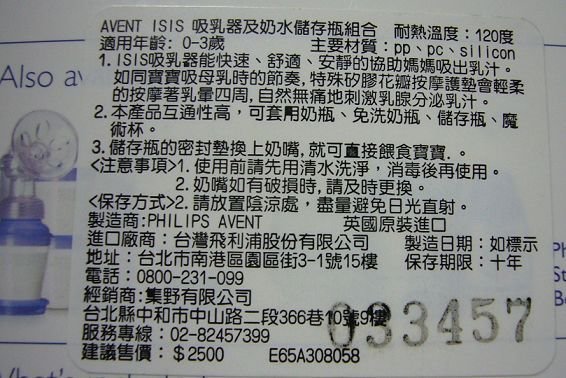 AVENT ISIS 吸乳器及奶水儲存瓶組合 耐熱溫度：120度
適用年齡：0-3歲 主要材質：pp、pc、silicon
1.ISIS吸乳器能快速、舒適、安靜的協助媽媽吸出乳汁。
如同寶寶吸母乳時的節奏,特殊矽膠花瓣按摩護墊會輕柔
的按摩著乳暈四周,自然無痛地刺激乳腺分泌乳汁。
2.本產品互通性高，可套用奶瓶、免洗奶瓶、儲存瓶、魔
術杯。
3.儲存瓶的密封墊換上奶嘴,就可直接餵食寶寶.。
<注意事項>1.使用前請先用清水洗淨，消毒後再使用。
2.奶嘴如有破損時,請及時更換。
<保存方式>2.請放置陰涼處，盡量避免日光直射。
製造商:PHILIPS AVENT 英國原裝進口
進口廠商：台灣飛利浦股份有限公司 製造日期：如標示
地址：台北市南港區園區街3-1號15樓 保存期限：十年
電話：0800-231-099
經銷商:集野有限公司
台北縣中和市中山路二段366巷10號9樓
033457
服務專線：02-82457399
建議售價：$2500 E65A308058
Also av
Ph
St
B
What's